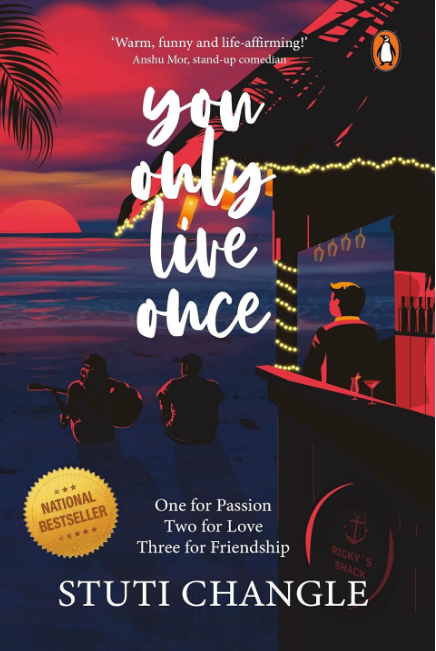 ‘Warm, funny and life-affirming!’
Anshu Mor, stand-up comedian
you
only
live
once
NATIONAL
BESTSELLER
One for Passion
Two for Love
Three for Friendship
RICKY'S
SHACK
STUTI CHANGLE